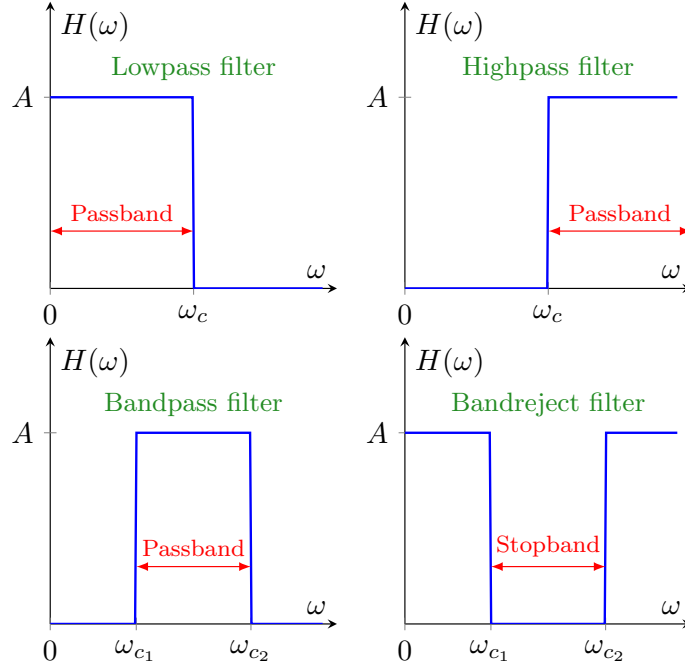 H(ω)
Lowpass filter
A
Passband
ω
0
ω_c
H(ω)
Highpass filter
A
Passband
ω
0
ω_c
H(ω)
Bandpass filter
A
Passband
ω
0
ω_{c_1}
ω_{c_2}
H(ω)
Bandreject filter
A
Stopband
ω
0
ω_{c_1}
ω_{c_2}